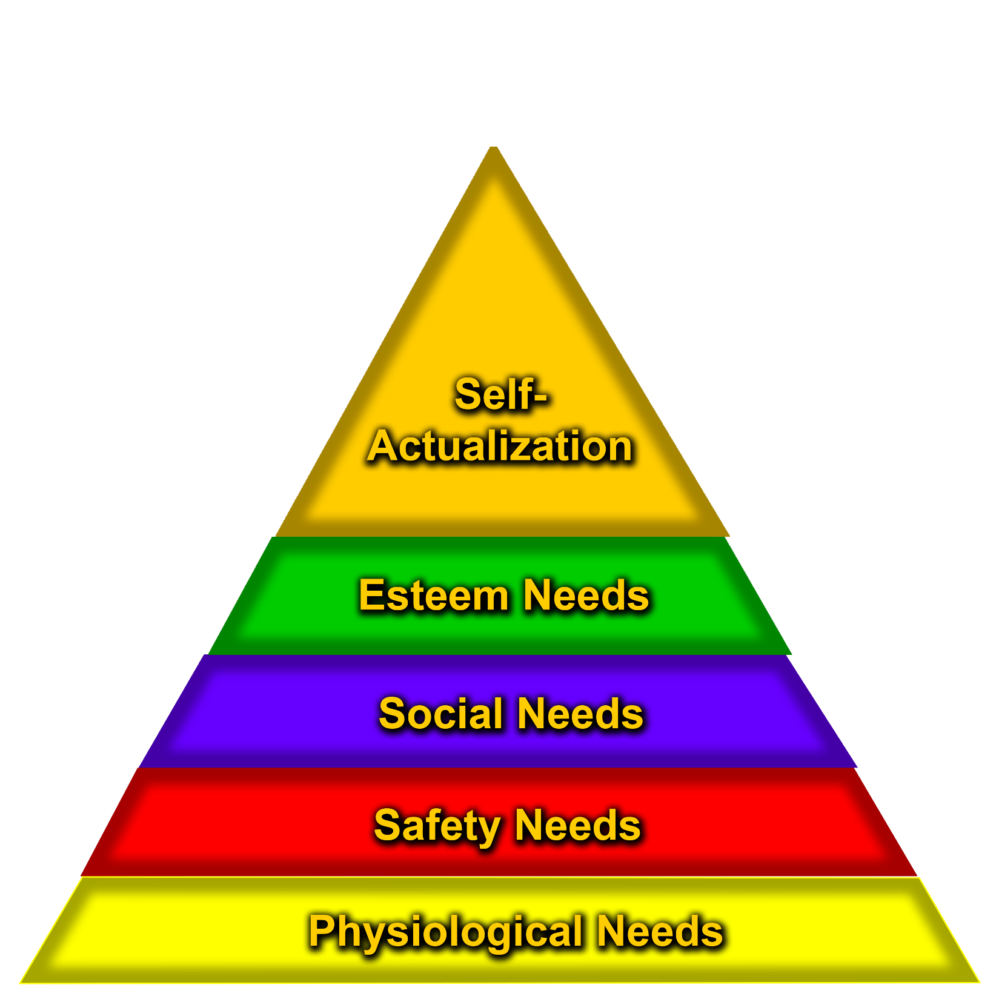 Self-
Actualization
Esteem Needs
Social Needs
Safety Needs
Physiological Needs